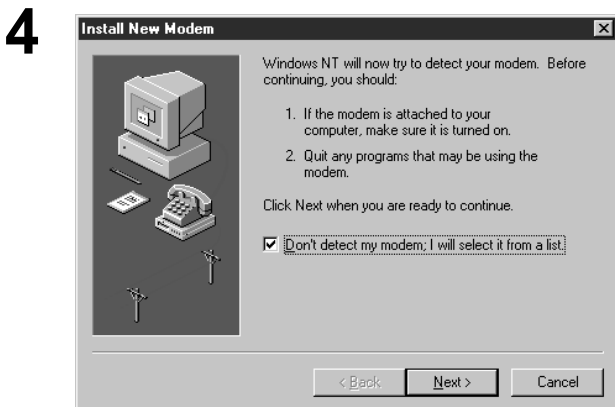 4
Install New Modem
Windows NT will now try to detect your modem. Before
continuing, you should:
1. If the modem is attached to your
computer, make sure it is turned on.
2. Quit any programs that may be using the
modem.
Click Next when you are ready to continue.
Don't detect my modem; I will select it from a list.
< Back
Next >
Cancel